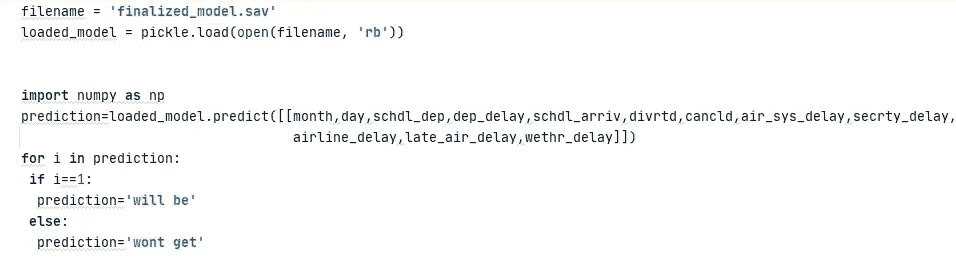 filename = 'finalized_model.sav'
loaded_model = pickle.load(open(filename, 'rb'))
import numpy as np
prediction=loaded_model.predict([[month,day,schdl_dep,dep_delay,schdl_arriv,divrtd,cancld,air_sys_delay,secrty_delay,
airline_delay,late_air_delay,wethr_delay]])
for i in prediction:
if i==1:
prediction='will be'
else:
prediction='wont get'